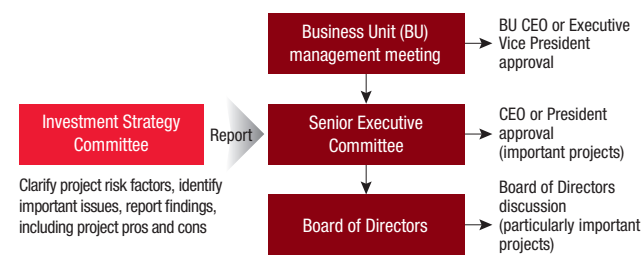 Business Unit (BU)
management meeting
BU CEO or Executive
Vice President
approval
Investment Strategy
Committee
Report
Senior Executive
Committee
CEO or President
approval
(important projects)
Clarify project risk factors, identify
important issues, report findings,
including project pros and cons
Board of Directors
Board of Directors
discussion
(particularly important
projects)